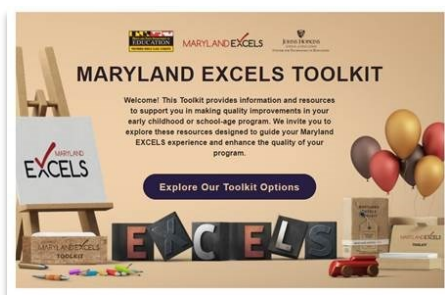 EDUCATION
MARYLAND EXCELS
JOHNS HOPKINS
MARYLAND EXCELS TOOLKIT
Welcome! This Toolkit provides information and resources
to support you in making quality improvements in your
early childhood or school-age program. We invite you to
explore these resources designed to guide your Maryland
EXCELS experience and enhance the quality of your
program.
Explore Our Toolkit Options
MARYLAND
EXCELS
EXCELS
MARYLAND EXCELS
TOOLKIT